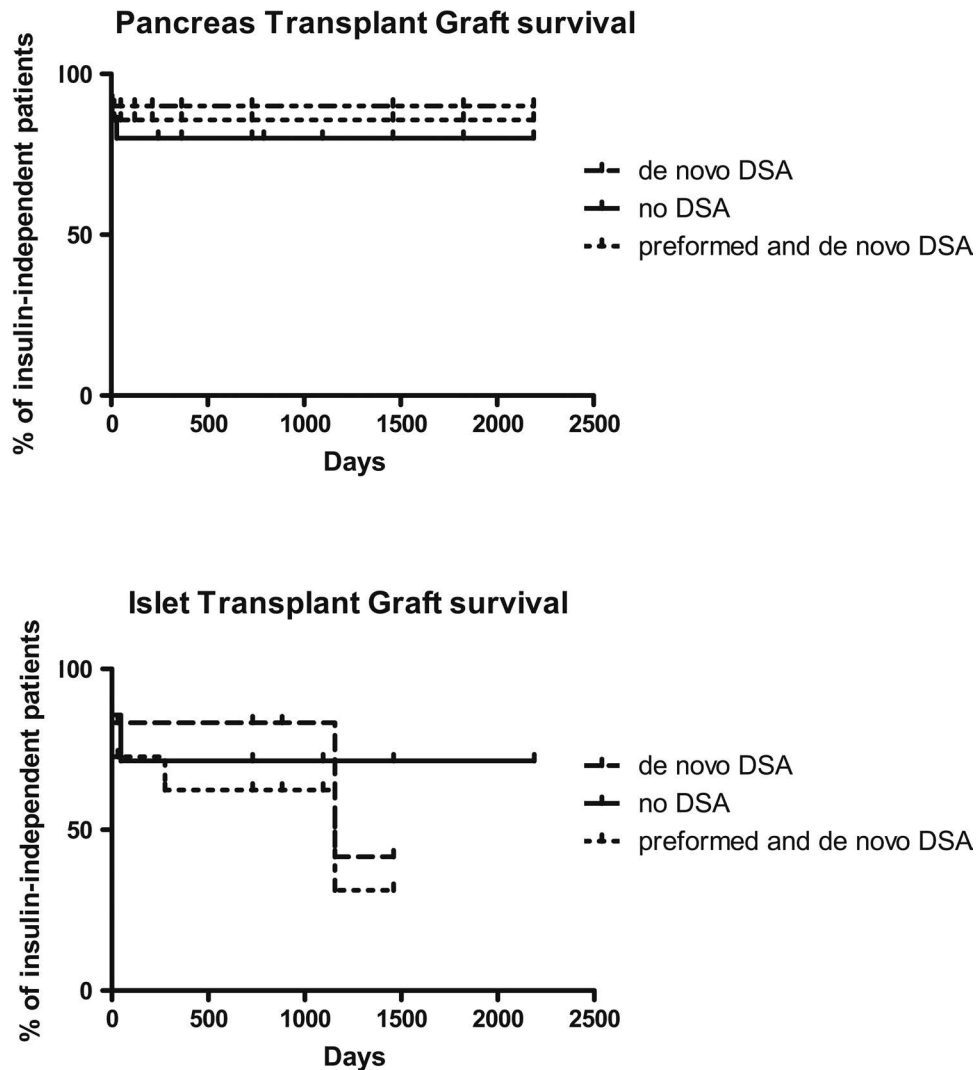 Pancreas Transplant Graft survival
% of insulin-independent patients
100
50
0
0 500 1000 1500 2000 2500
Days
de novo DSA
no DSA
preformed and de novo DSA
Islet Transplant Graft survival
% of insulin-independent patients
100
50
0
0 500 1000 1500 2000 2500
Days
de novo DSA
no DSA
preformed and de novo DSA